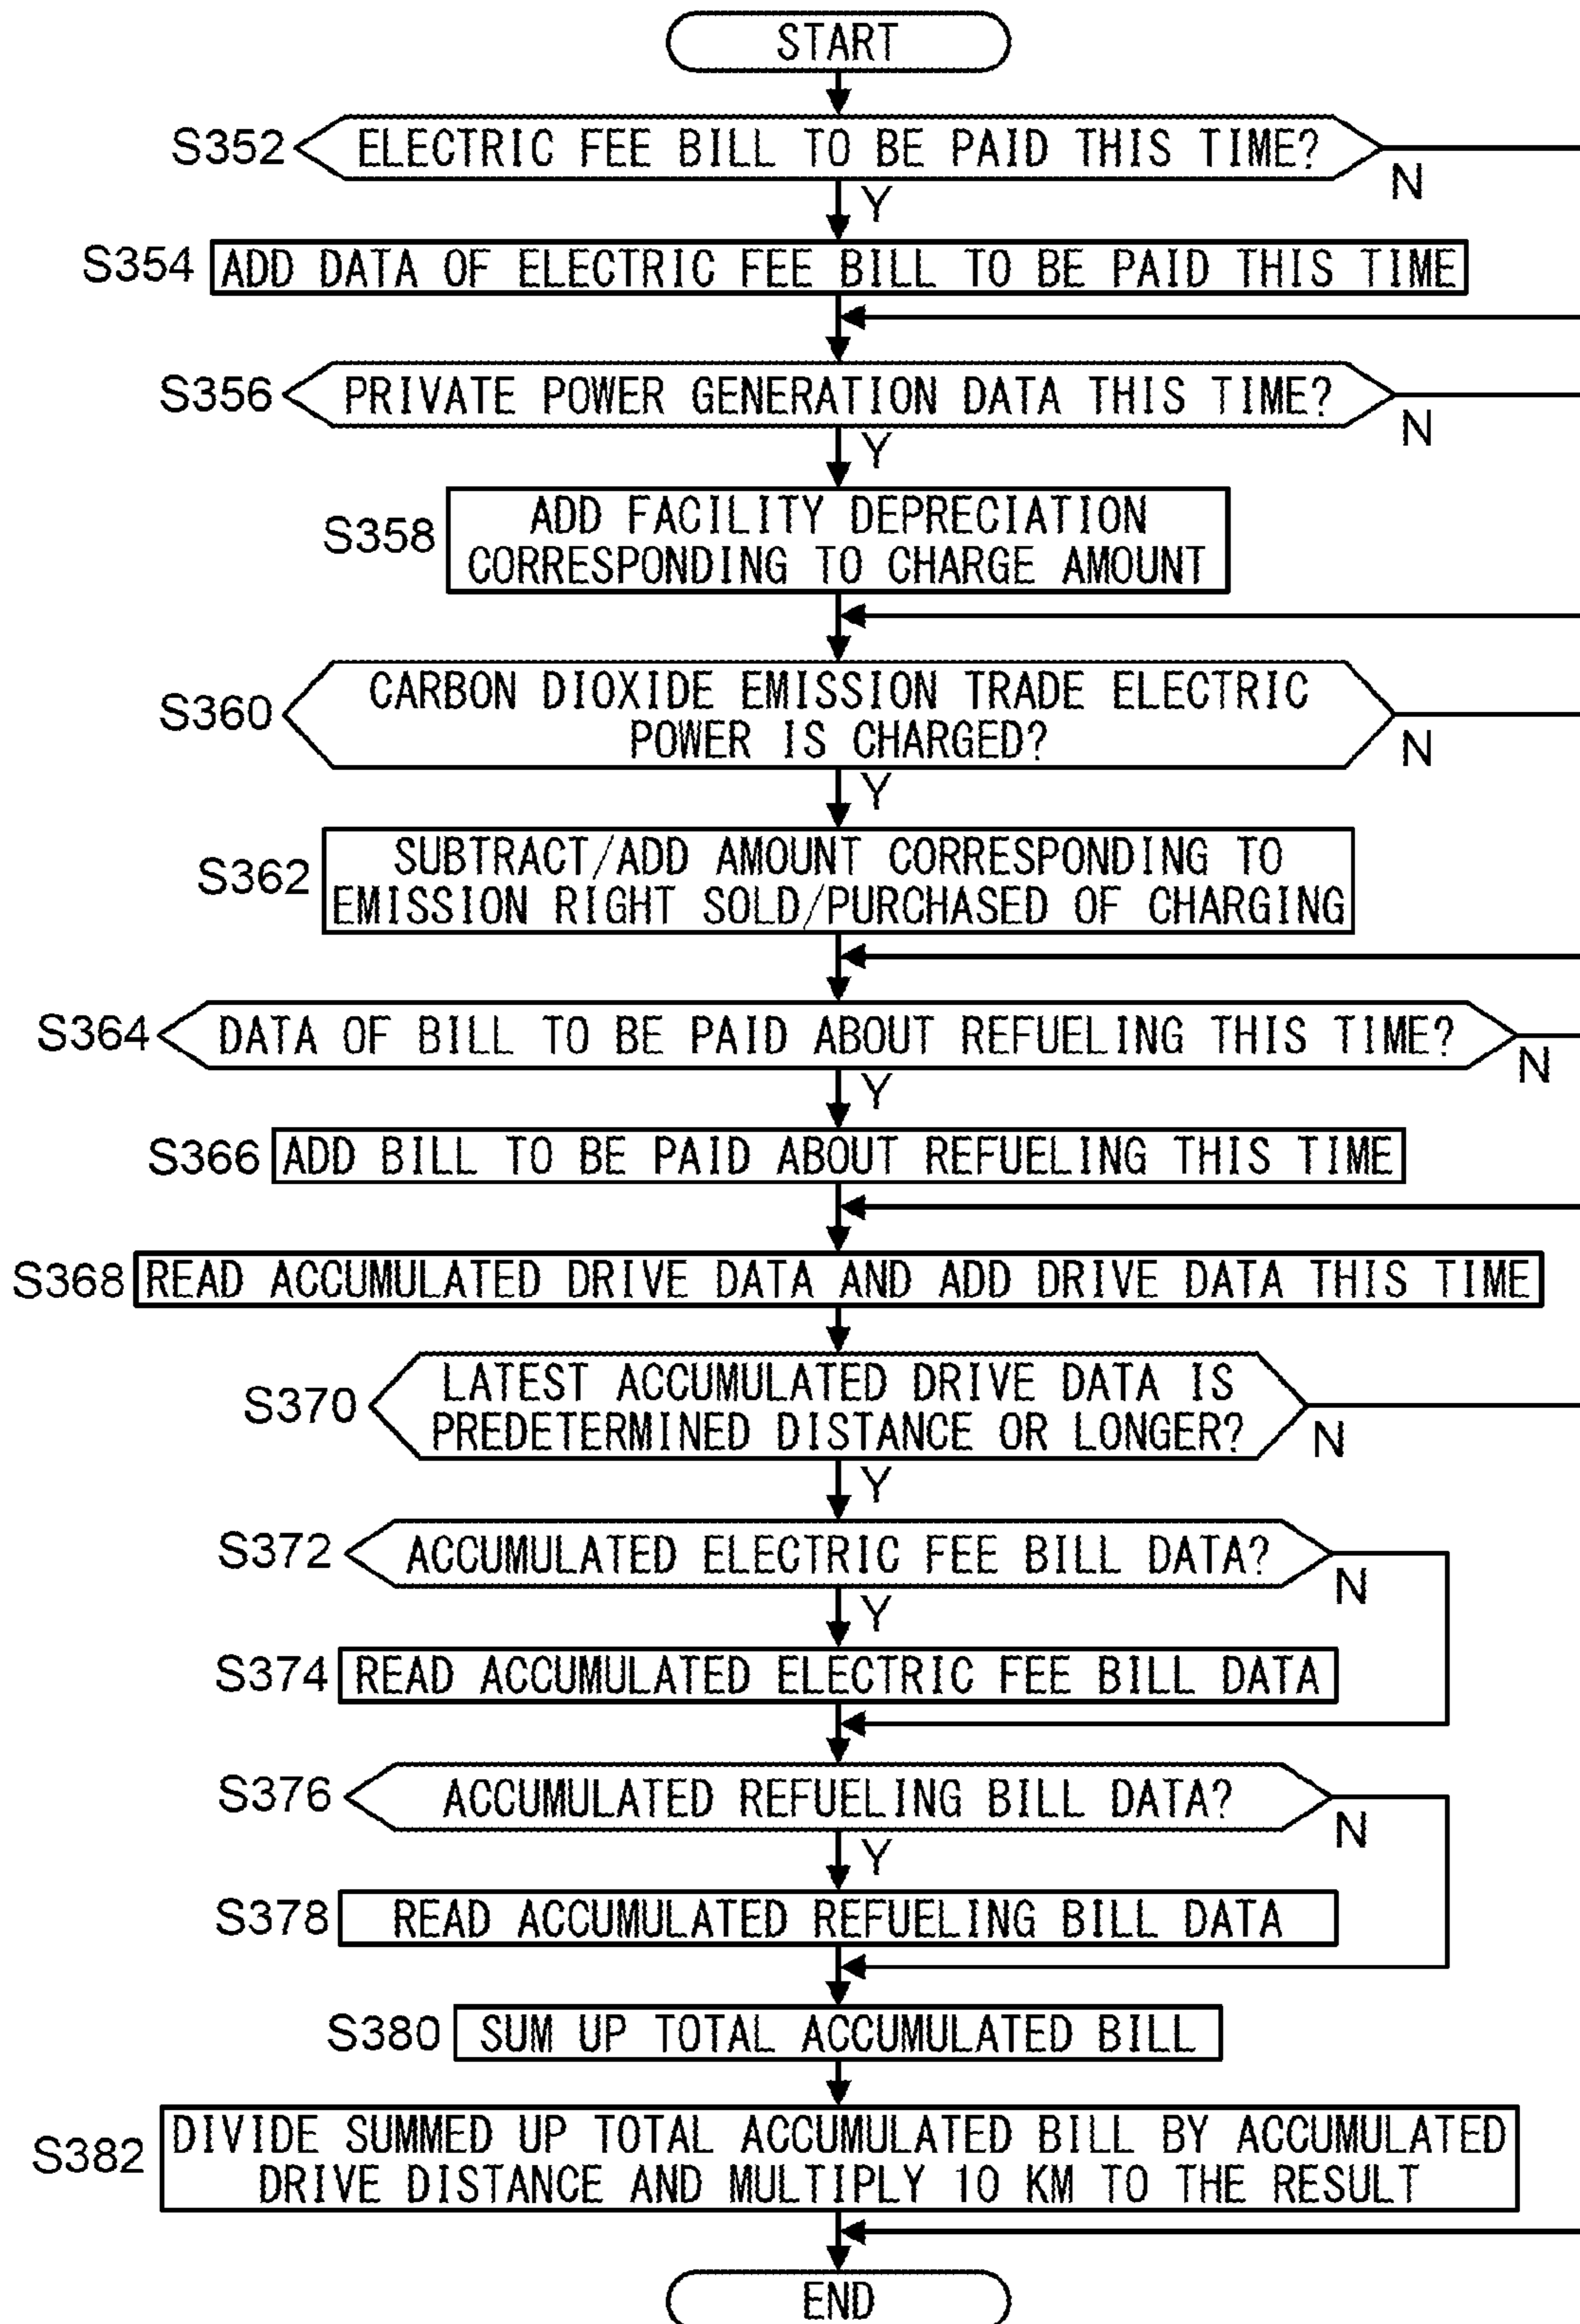 START
S352 ELECTRIC FEE BILL TO BE PAID THIS TIME?
N
Y
S354 ADD DATA OF ELECTRIC FEE BILL TO BE PAID THIS TIME
S356 PRIVATE POWER GENERATION DATA THIS TIME?
N
Y
S358 ADD FACILITY DEPRECIATION
CORRESPONDING TO CHARGE AMOUNT
S360 CARBON DIOXIDE EMISSION TRADE ELECTRIC
POWER IS CHARGED?
N
Y
S362 SUBTRACT/ADD AMOUNT CORRESPONDING TO
EMISSION RIGHT SOLD/PURCHASED OF CHARGING
S364 DATA OF BILL TO BE PAID ABOUT REFUELING THIS TIME?
N
Y
S366 ADD BILL TO BE PAID ABOUT REFUELING THIS TIME
S368 READ ACCUMULATED DRIVE DATA AND ADD DRIVE DATA THIS TIME
S370 LATEST ACCUMULATED DRIVE DATA IS
PREDETERMINED DISTANCE OR LONGER?
N
Y
S372 ACCUMULATED ELECTRIC FEE BILL DATA?
N
Y
S374 READ ACCUMULATED ELECTRIC FEE BILL DATA
S376 ACCUMULATED REFUELING BILL DATA?
N
Y
S378 READ ACCUMULATED REFUELING BILL DATA
S380 SUM UP TOTAL ACCUMULATED BILL
S382 DIVIDE SUMMED UP TOTAL ACCUMULATED BILL BY ACCUMULATED
DRIVE DISTANCE AND MULTIPLY 10 KM TO THE RESULT
END